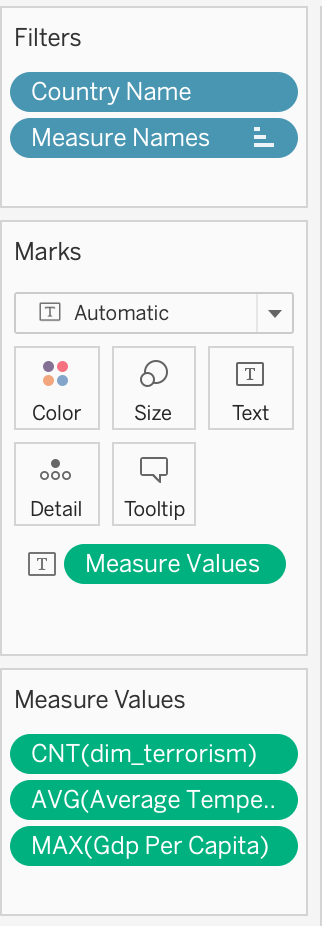 Filters
Country Name
Measure Names
Marks
T Automatic
Color Size T Text
Detail Tooltip
T Measure Values
Measure Values
CNT(dim_terrorism)
AVG(Average Tempe..
MAX(Gdp Per Capita)